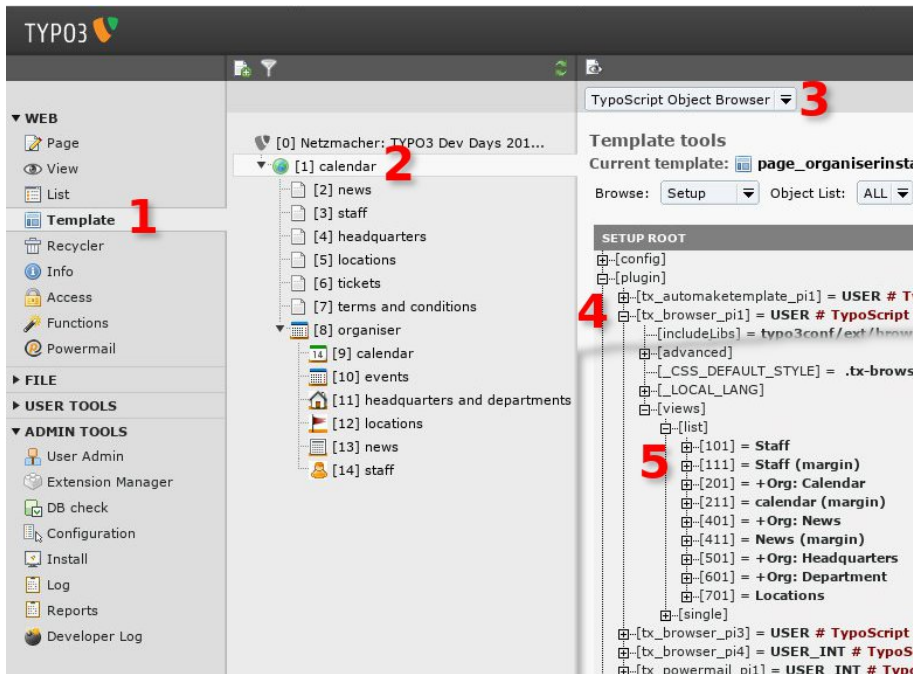 TYPO3
TypoScript Object Browser
3
WEB
Page
View
List
Template
1
Recycler
Info
Access
Functions
Powermail
FILE
USER TOOLS
ADMIN TOOLS
User Admin
Extension Manager
DB check
Configuration
Install
Log
Reports
Developer Log
[0] Netzmacher: TYPO3 Dev Days 201...
[1] calendar
2
[2] news
[3] staff
[4] headquarters
[5] locations
[6] tickets
[7] terms and conditions
[8] organiser
14 [9] calendar
[10] events
[11] headquarters and departments
[12] locations
[13] news
[14] staff
Template tools
Current template: page_organiserinsta
Browse: Setup Object List: ALL
SETUP ROOT
[config]
[plugin]
[tx_automaketemplate_pi1] = USER # T
4
[tx_browser_pi1] = USER # TypoScript
[includeLibs] = typo3conf/ext/brow
[advanced]
[_CSS_DEFAULT_STYLE] = .tx-brows
[_LOCAL_LANG]
[views]
[list]
5
[101] = Staff
[111] = Staff (margin)
[201] = +Org: Calendar
[211] = calendar (margin)
[401] = +Org: News
[411] = News (margin)
[501] = +Org: Headquarters
[601] = +Org: Department
[701] = Locations
[single]
[tx_browser_pi3] = USER # TypoScript
[tx_browser_pi4] = USER_INT # TypoS
[tx_powermail_pi1] = USER_INT # Typo